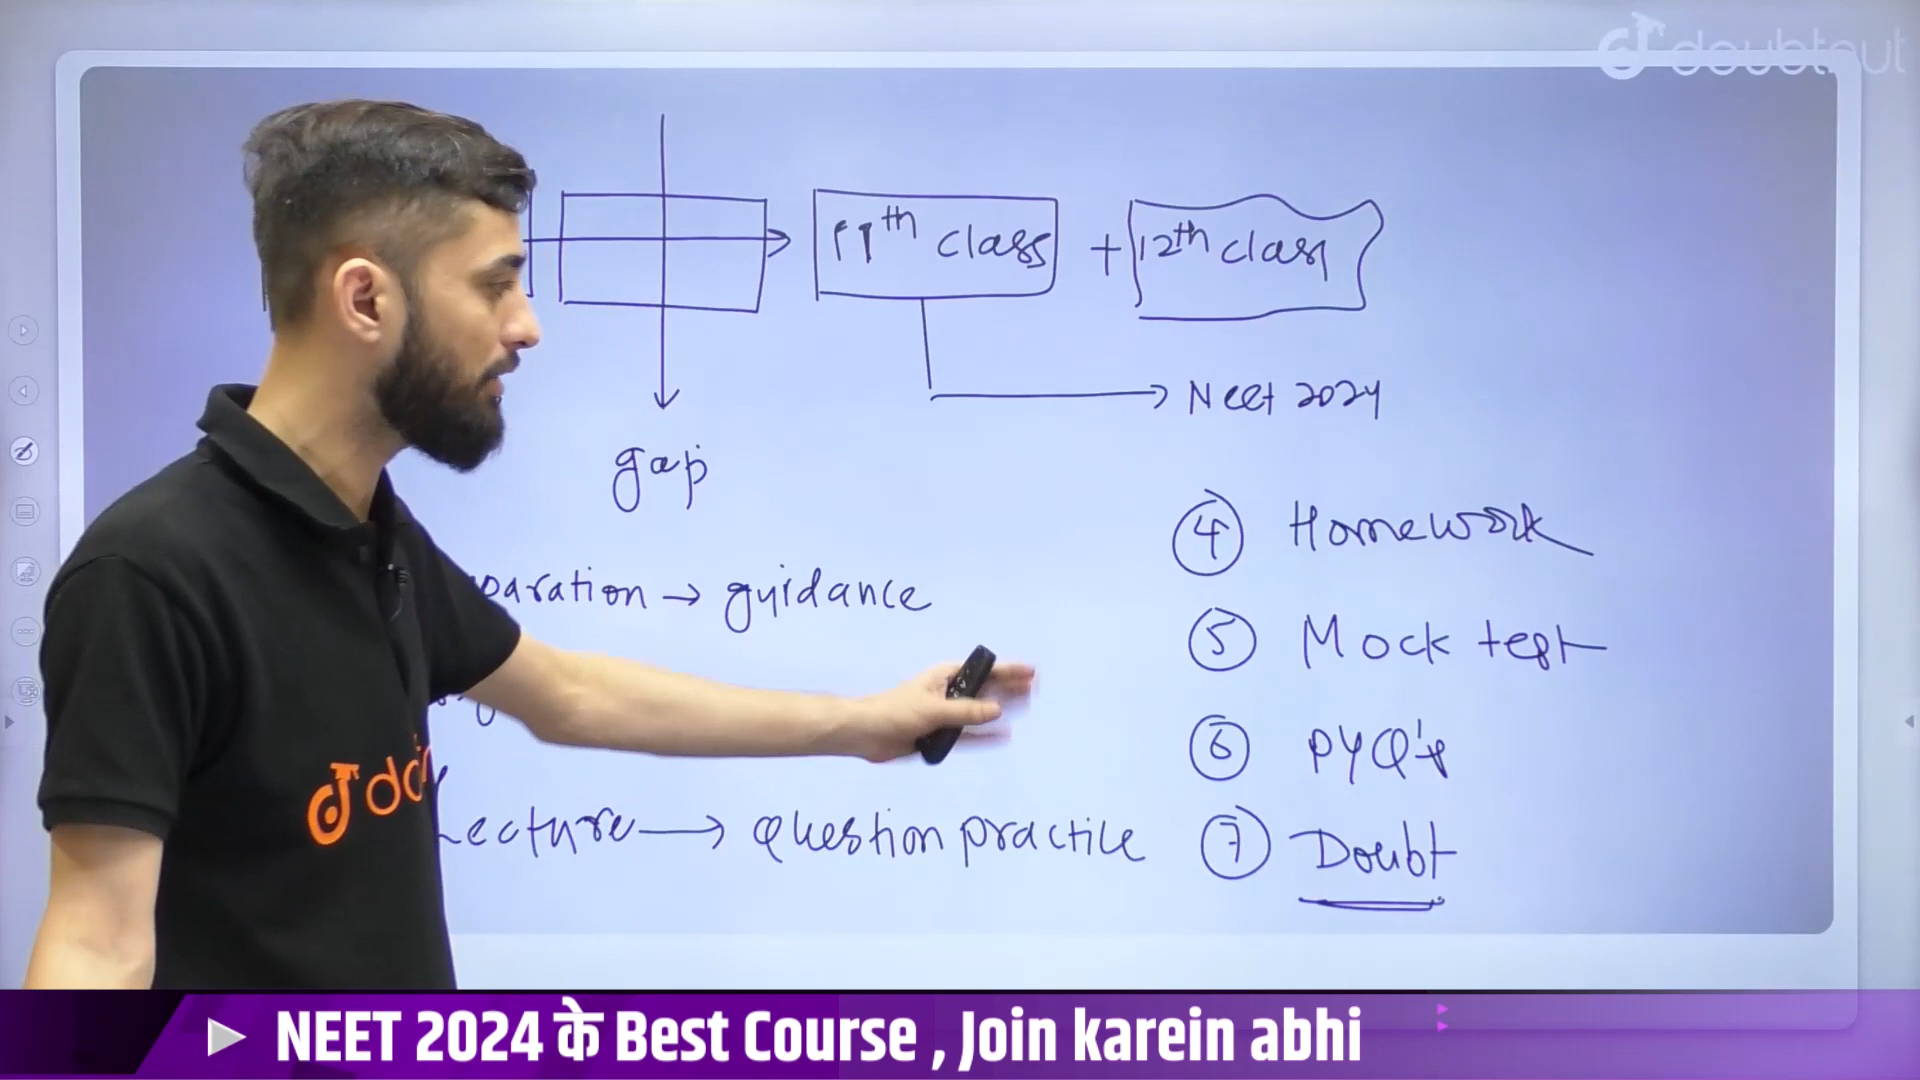 doubtnut
11th class + 12th class
Neet 2024
gap
④ Homework
paration → guidance
⑤ Mock test
⑥ PYQ's
Lecture → Question practice
⑦ Doubt
NEET 2024 के Best Course , Join karein abhi